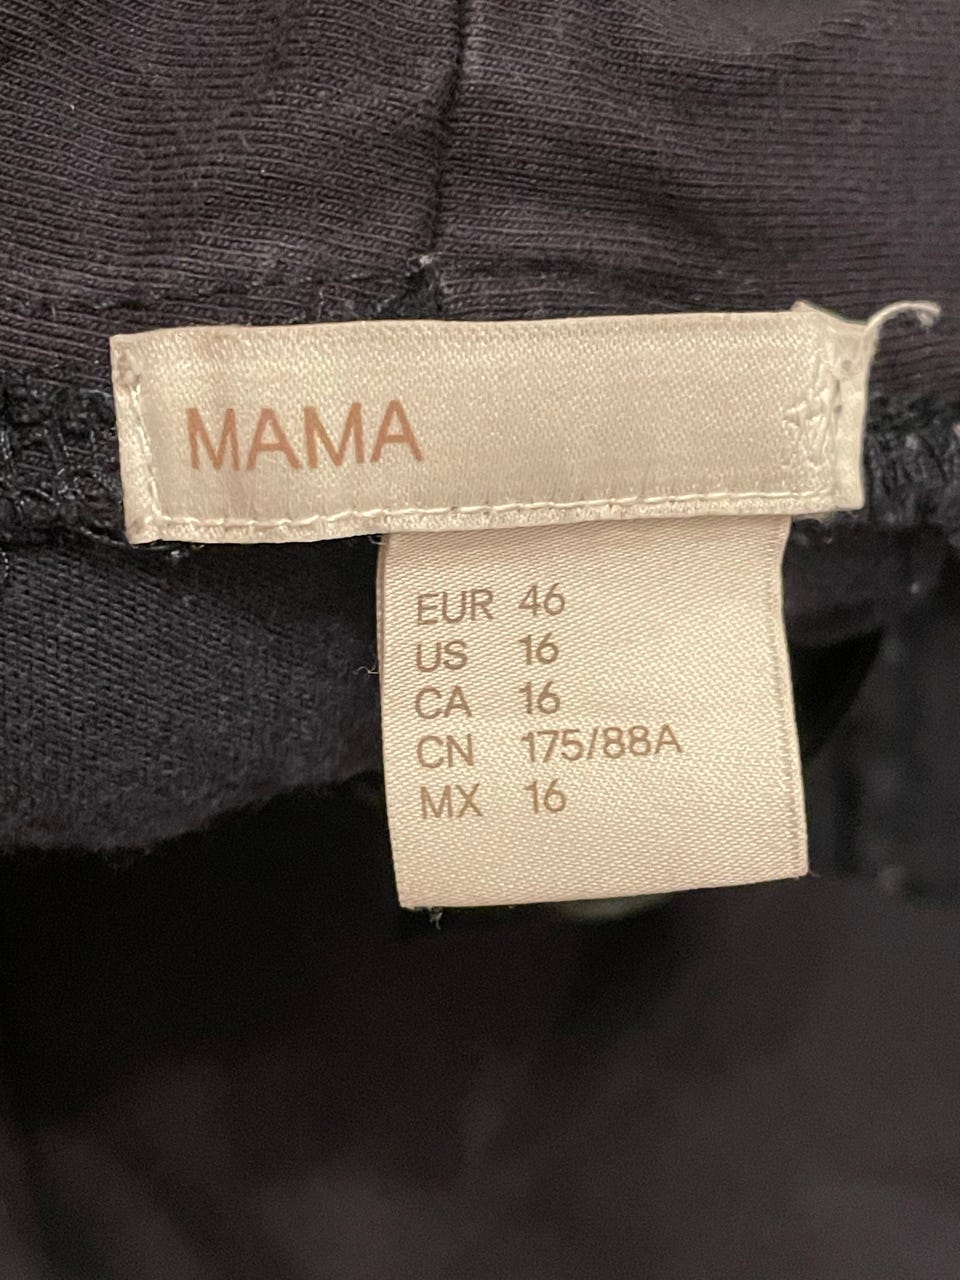 MAMA
EUR 46
US 16
CA 16
CN 175/88A
MX 16